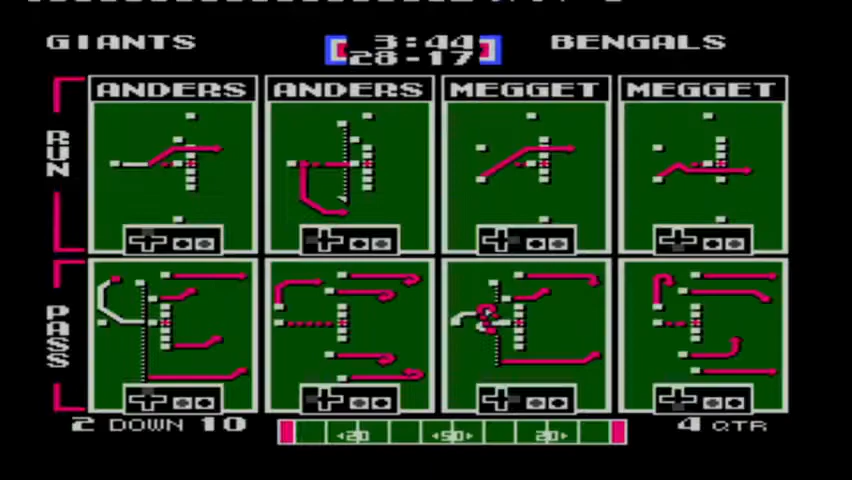 GIANTS 3:44 BENGALS
28-17
ANDERS ANDERS MEGGET MEGGET
RUN
PASS
2 DOWN 10 4 QTR
20 50 20